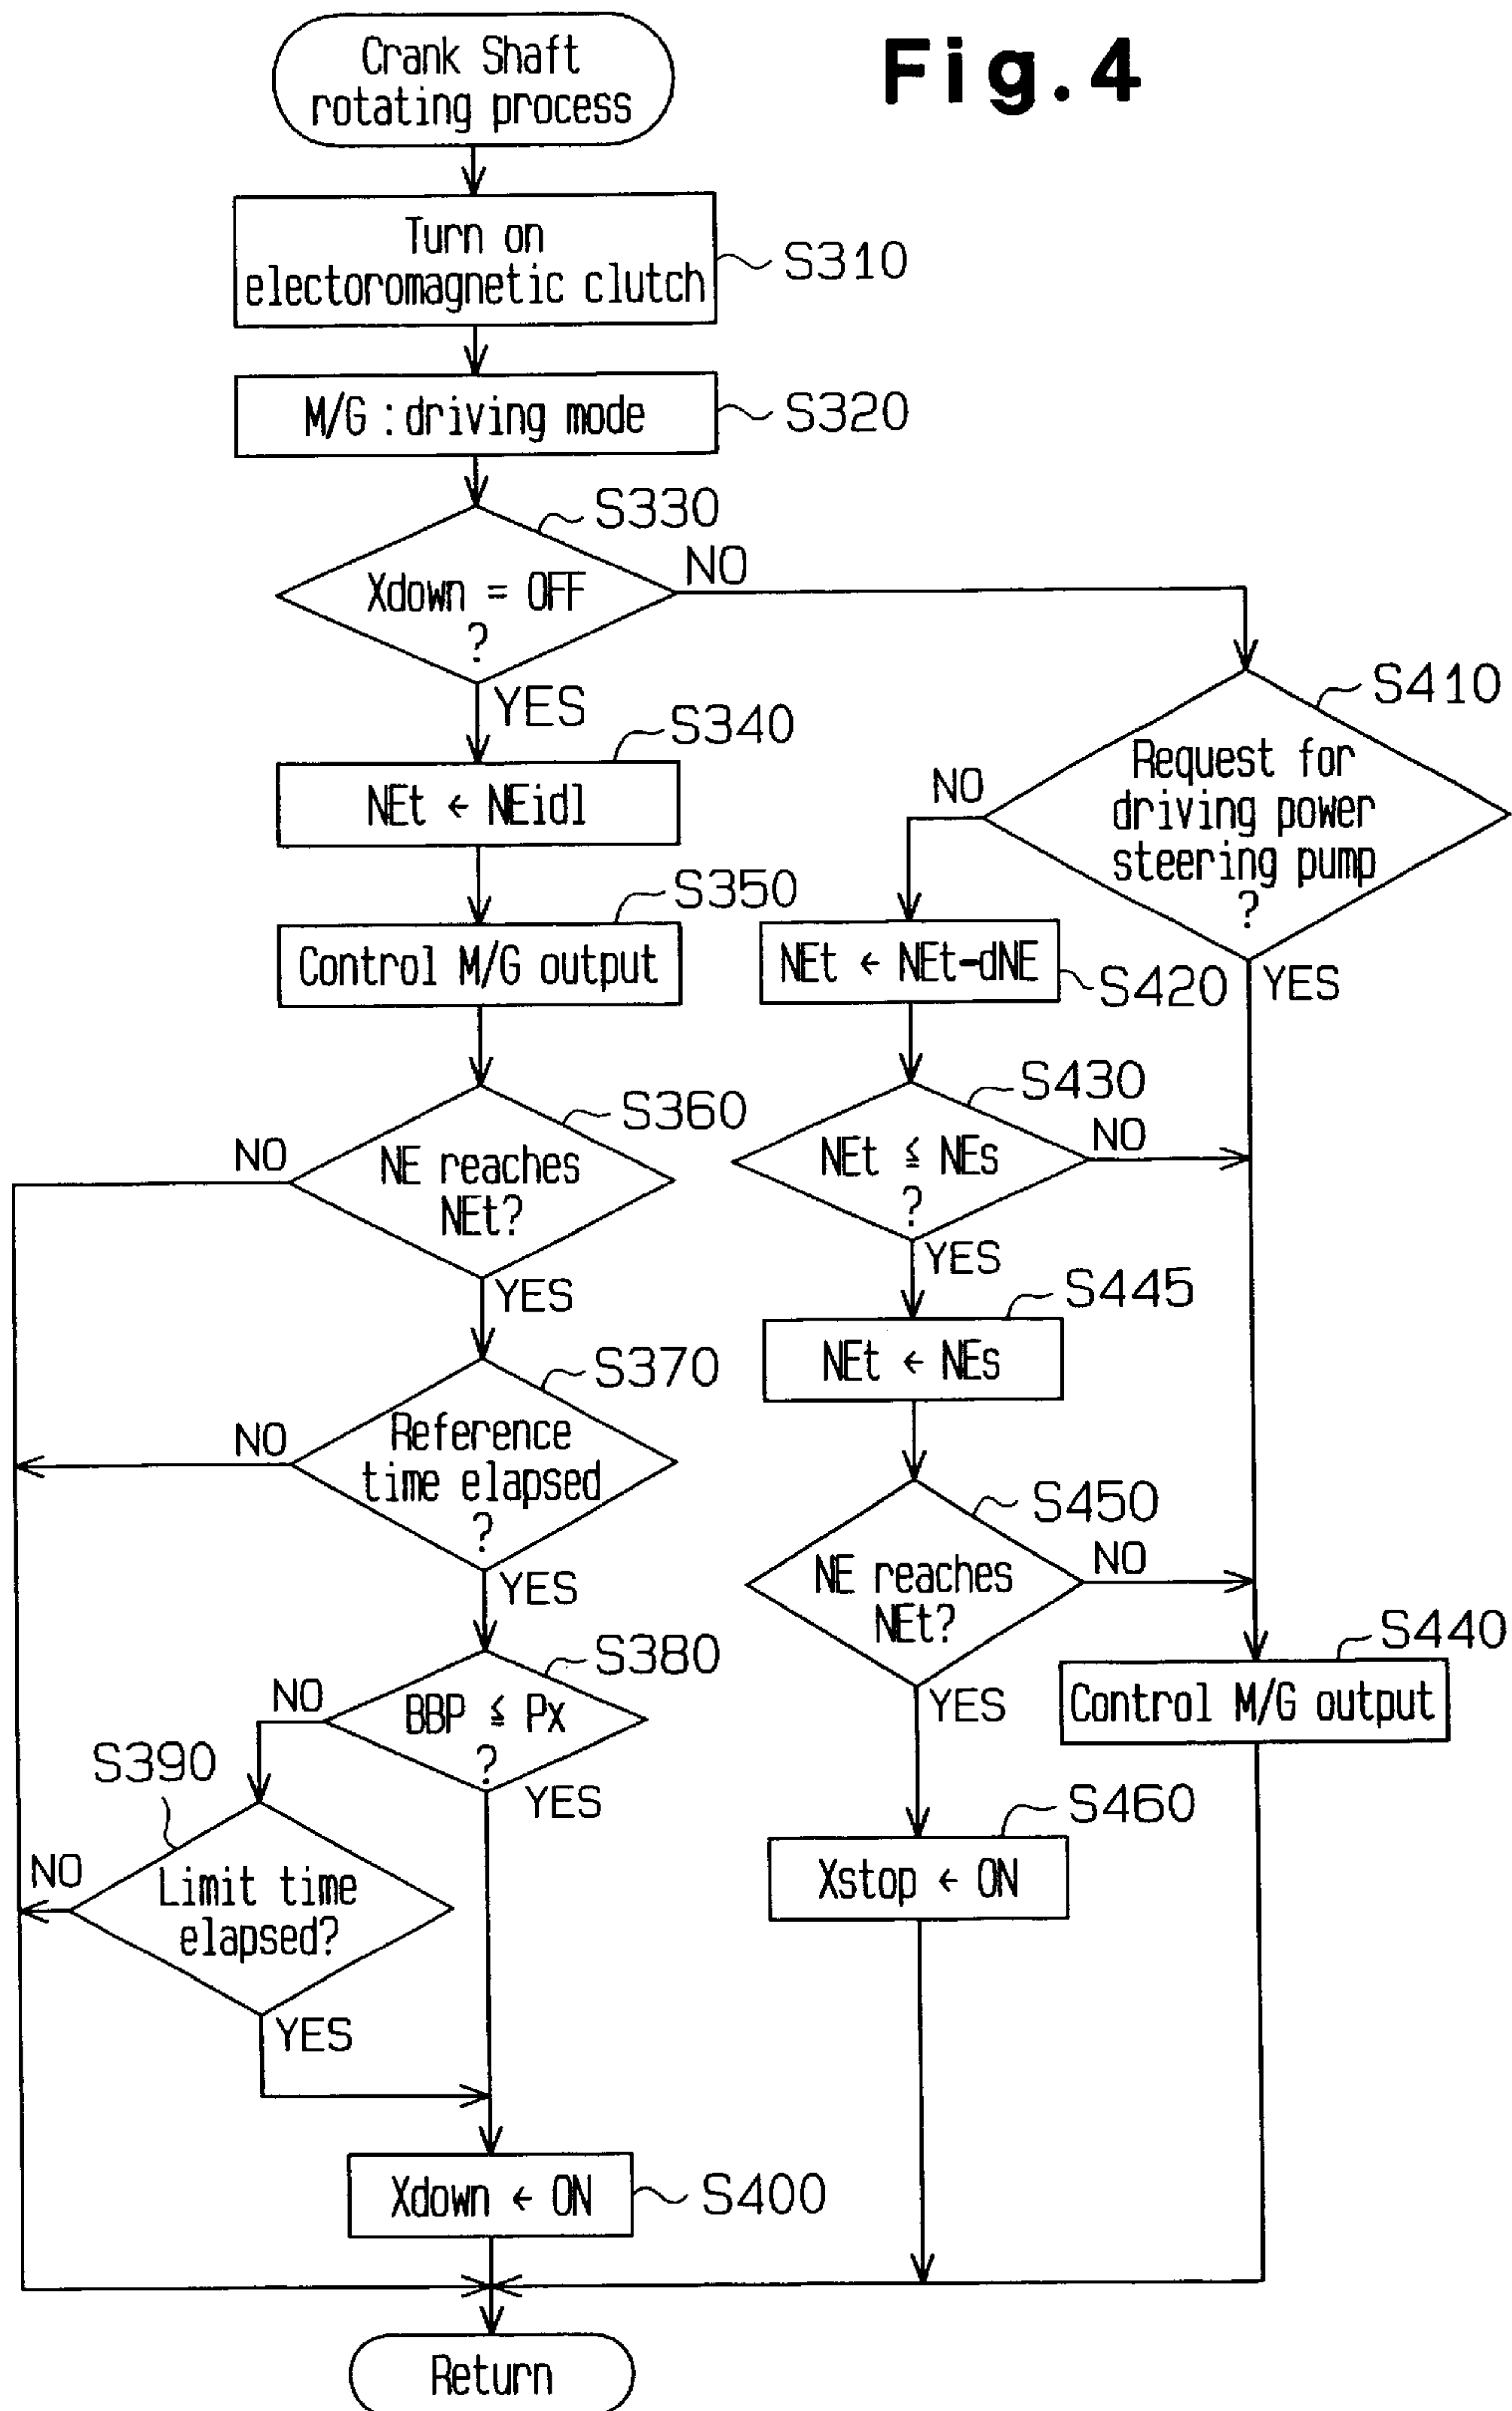 Fig.4
Crank Shaft
rotating process
Turn on
electoromagnetic clutch
S310
M/G : driving mode
S320
S330
Xdown = OFF
?
NO
YES
S340
NEt ← NEidl
S350
Control M/G output
S360
NE reaches
NEt?
NO
YES
S370
Reference
time elapsed
?
NO
YES
S380
BBP ≦ Px
?
NO
YES
S390
Limit time
elapsed?
NO
YES
Xdown ← ON
S400
S410
Request for
driving power
steering pump
?
NO
YES
NEt ← NEt-dNE
S420
S430
NEt ≦ NEs
?
NO
YES
S445
NEt ← NEs
S450
NE reaches
NEt?
NO
YES
S440
Control M/G output
S460
Xstop ← ON
Return